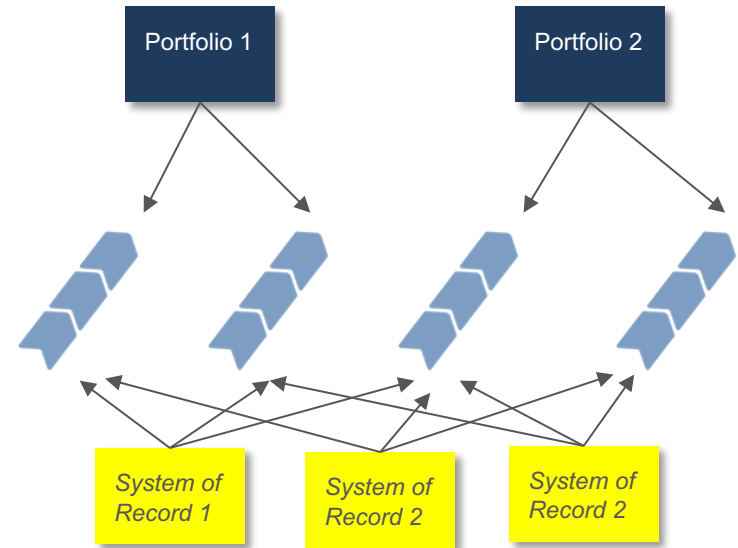 Portfolio 1
Portfolio 2
System of
Record 1
System of
Record 2
System of
Record 2